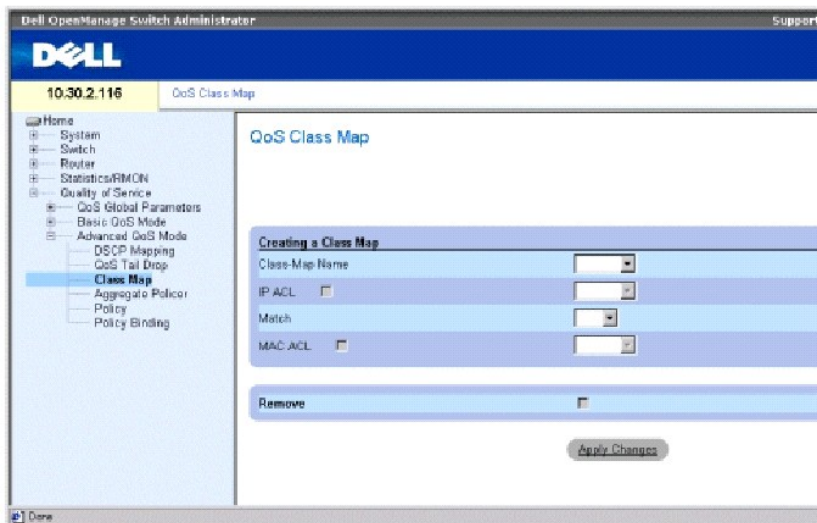 Dell OpenManage Switch Administrator
Support
DELL
10.30.2.116
QoS Class Map
Home
System
Switch
Router
Statistics/RMON
Quality of Service
QoS Global Parameters
Basic QoS Mode
Advanced QoS Mode
DSCP Mapping
QoS Tail Drop
Class Map
Aggregate Policer
Policy
Policy Binding
QoS Class Map
Creating a Class Map
Class-Map Name
IP ACL
Match
MAC ACL
Remove
Apply Changes
Done